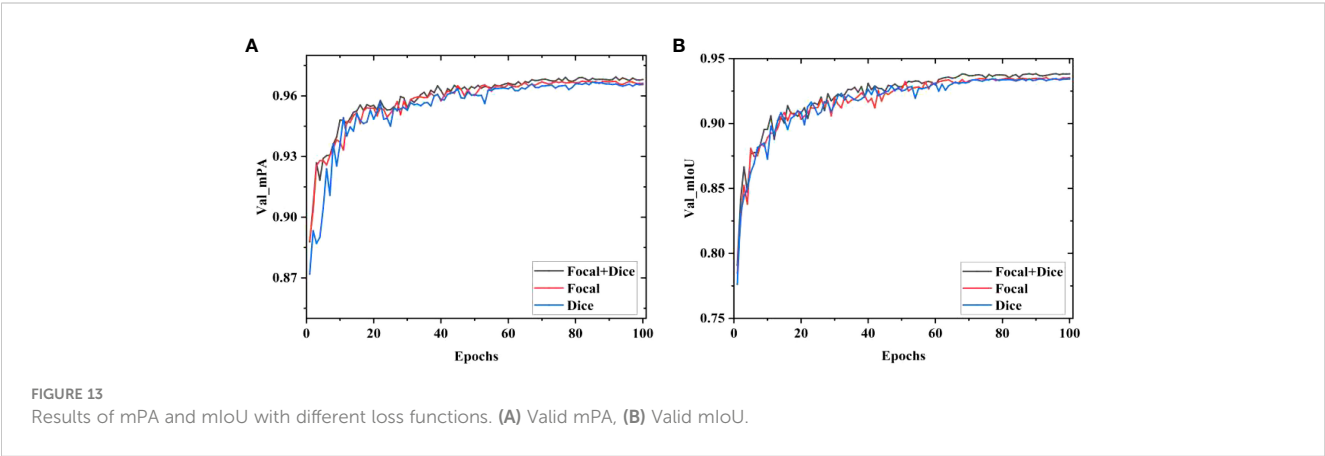 A
B
Val_mPA
0.96
0.93
0.90
0.87
0
20
40
60
80
100
Epochs
Focal+Dice
Focal
Dice
Val_mIoU
0.95
0.90
0.85
0.80
0.75
0
20
40
60
80
100
Epochs
Focal+Dice
Focal
Dice
FIGURE 13
Results of mPA and mIoU with different loss functions. (A) Valid mPA, (B) Valid mIoU.